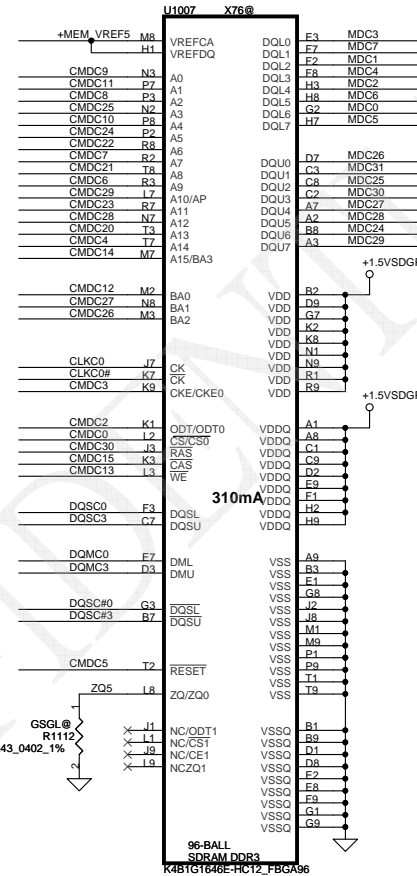 U1007 X76@
+MEM_VREF5 M8 VREFCA
H1 VREFDQ
CMDC9 N3 A0
CMDC11 P7 A1
CMDC8 P3 A2
CMDC25 N2 A3
CMDC10 P8 A4
CMDC24 P2 A5
CMDC22 R8 A6
CMDC7 R2 A7
CMDC21 T8 A8
CMDC6 R3 A9
CMDC29 L7 A10/AP
CMDC23 R7 A11
CMDC28 N7 A12
CMDC20 T3 A13
CMDC4 T7 A14
CMDC14 M7 A15/BA3
CMDC12 M2 BA0
CMDC27 N8 BA1
CMDC26 M3 BA2
CLKC0 J7 CK
CLKC0# K7 CK
CMDC3 K9 CKE/CKE0
CMDC2 K1 ODT/ODT0
CMDC0 L2 CS/CS0
CMDC30 J3 RAS
CMDC15 K3 CAS
CMDC13 L3 WE
DQSC0 F3 DQSL
DQSC3 C7 DQSU
DQMC0 E7 DML
DQMC3 D3 DMU
DQSC#0 G3 DQSL
DQSC#3 B7 DQSU
CMDC5 T2 RESET
ZQ5 L8 ZQ/ZQ0
1
GSGL@
R1112
43_0402_1%
2
J1 NC/ODT1
L1 NC/CS1
J9 NC/CE1
L9 NCZQ1
DQL0 E3 MDC3
DQL1 F7 MDC7
DQL2 F2 MDC1
DQL3 F8 MDC4
DQL4 H3 MDC2
DQL5 H8 MDC6
DQL6 G2 MDC0
DQL7 H7 MDC5
DQU0 D7 MDC26
DQU1 C3 MDC31
DQU2 C8 MDC25
DQU3 C2 MDC30
DQU4 A7 MDC27
DQU5 A2 MDC28
DQU6 B8 MDC24
DQU7 A3 MDC29
+1.5VSDGP
VDD B2
VDD D9
VDD G7
VDD K2
VDD K8
VDD N1
VDD N9
VDD R1
VDD R9
+1.5VSDGP
VDDQ A1
VDDQ A8
VDDQ C1
VDDQ C9
VDDQ D2
VDDQ E9
VDDQ F1
VDDQ H2
VDDQ H9
310mA
VSS A9
VSS B3
VSS E1
VSS G8
VSS J2
VSS J8
VSS M1
VSS M9
VSS P1
VSS P9
VSS T1
VSS T9
VSSQ B1
VSSQ B9
VSSQ D1
VSSQ D8
VSSQ E2
VSSQ E8
VSSQ F9
VSSQ G1
VSSQ G9
96-BALL
SDRAM DDR3
K4B1G1646E-HC12_FBGA96